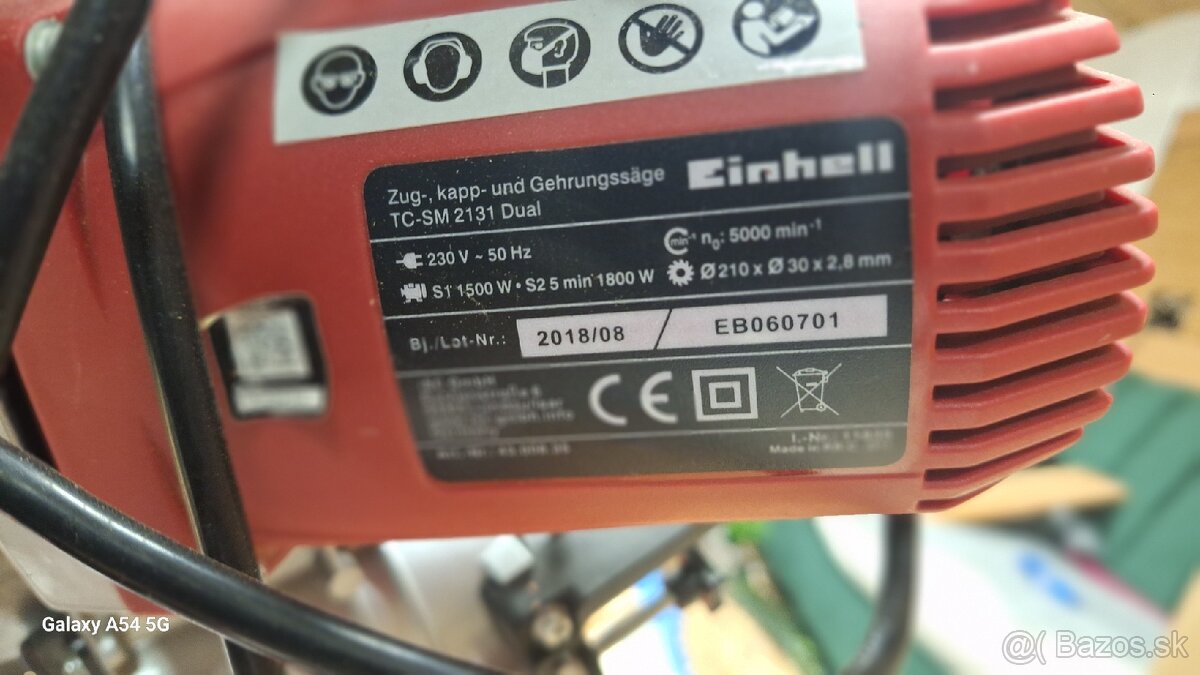 Einhell
Zug-, kapp- und Gehrungssäge
TC-SM 2131 Dual
230 V ~ 50 Hz
min⁻¹ n₀: 5000 min⁻¹
S1 1500 W • S2 5 min 1800 W
Ø 210 x Ø 30 x 2,8 mm
Bj./Lot-Nr.: 2018/08 / EB060701
CE
Galaxy A54 5G
@( Bazos.sk